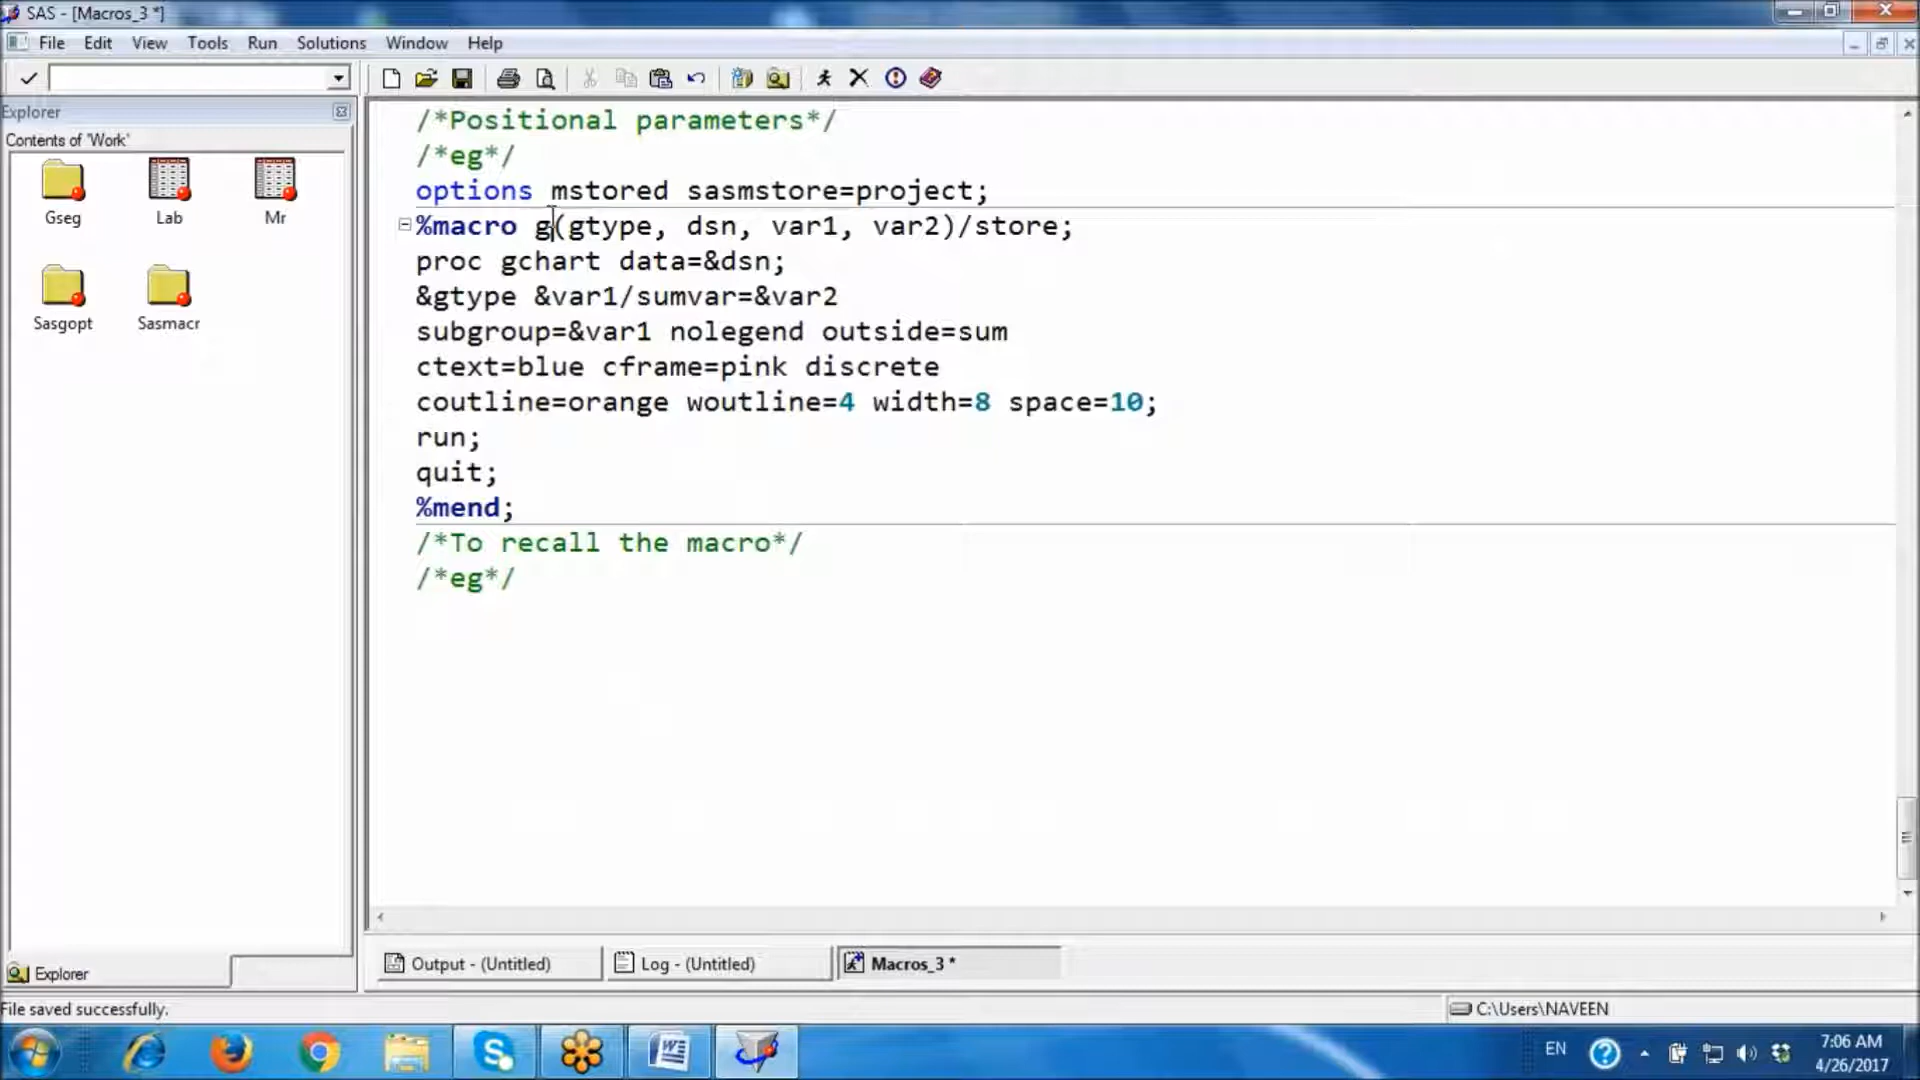 SAS - [Macros_3 *]
File Edit View Tools Run Solutions Window Help
Explorer
Contents of 'Work'
Gseg
Lab
Mr
Sasgopt
Sasmacr
/*Positional parameters*/
/*eg*/
options mstored sasmstore=project;
%macro g(gtype, dsn, var1, var2)/store;
proc gchart data=&dsn;
&gtype &var1/sumvar=&var2
subgroup=&var1 nolegend outside=sum
ctext=blue cframe=pink discrete
coutline=orange woutline=4 width=8 space=10;
run;
quit;
%mend;
/*To recall the macro*/
/*eg*/
Explorer
Output - (Untitled)
Log - (Untitled)
Macros_3 *
File saved successfully.
C:\Users\NAVEEN
EN
7:06 AM
4/26/2017